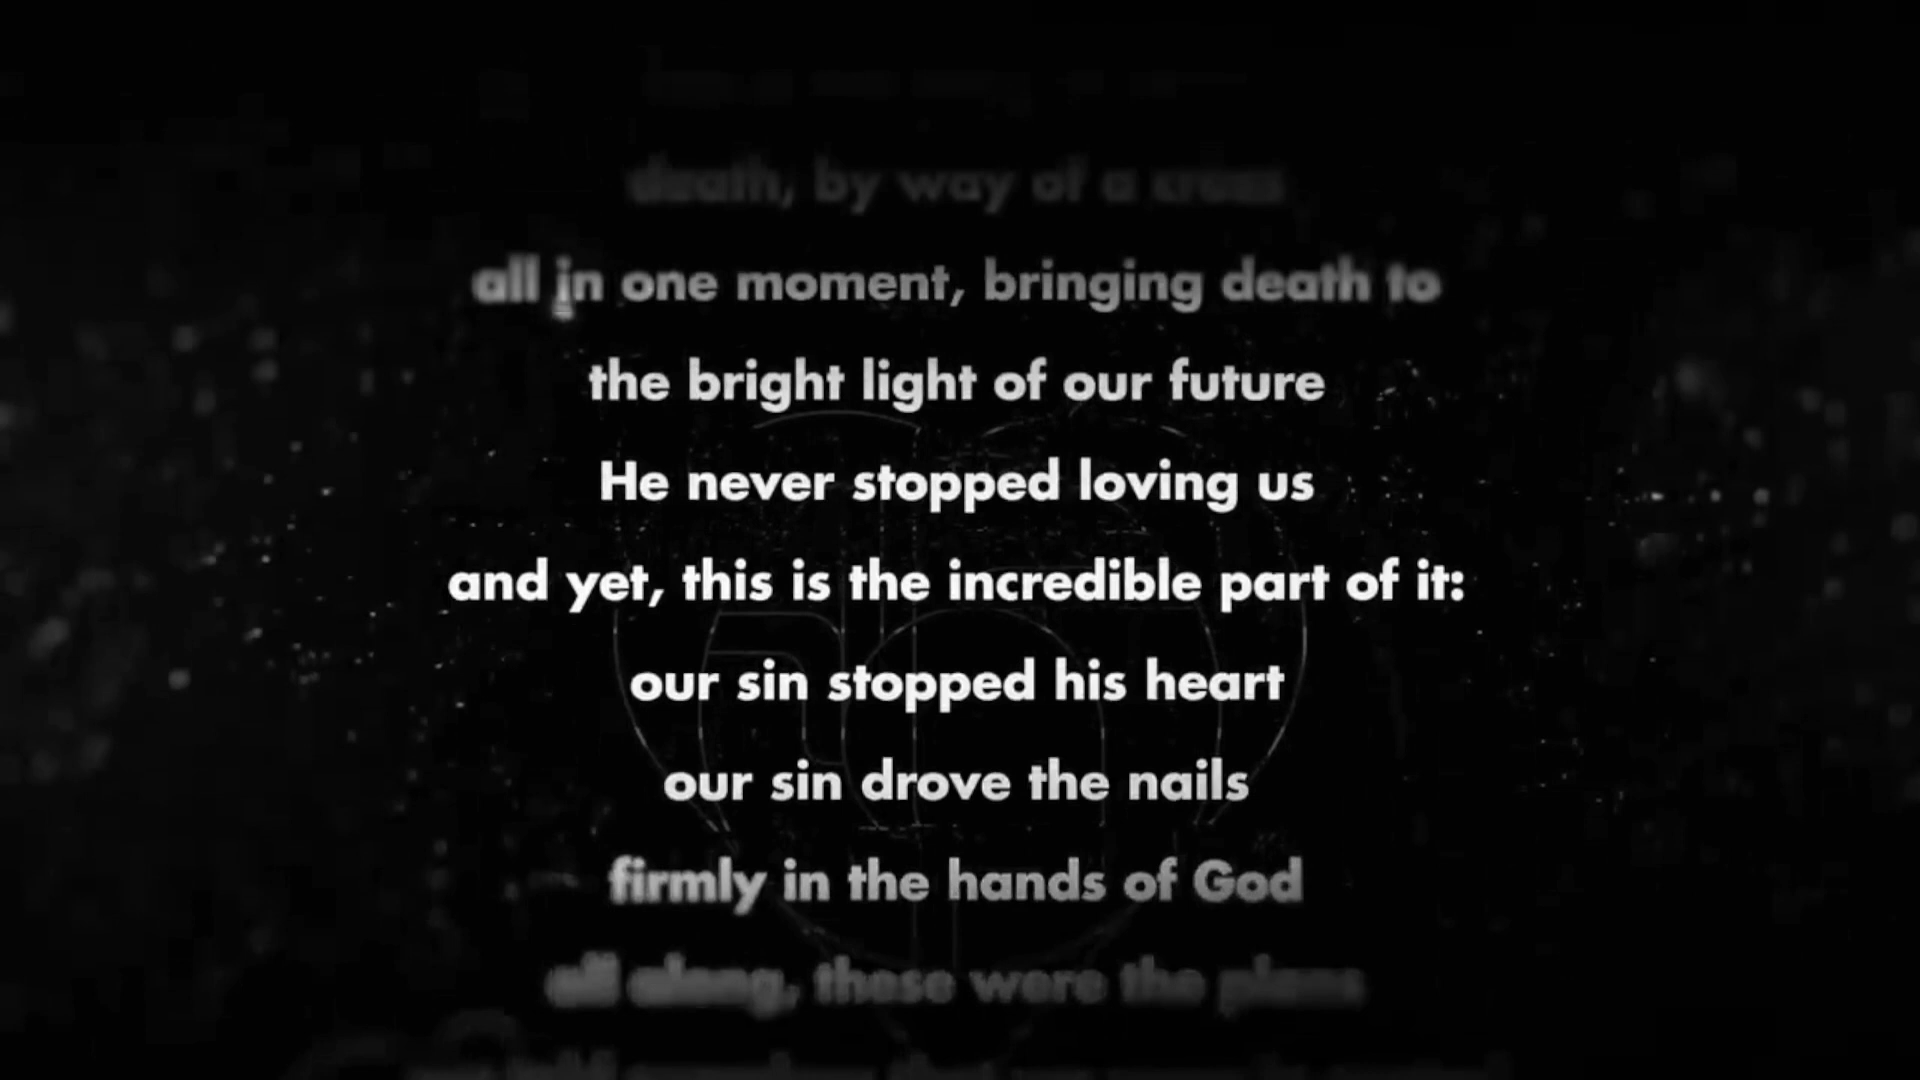 death, by way of a cross
all in one moment, bringing death to
the bright light of our future
He never stopped loving us
and yet, this is the incredible part of it:
our sin stopped his heart
our sin drove the nails
firmly in the hands of God
all along, these were the plans